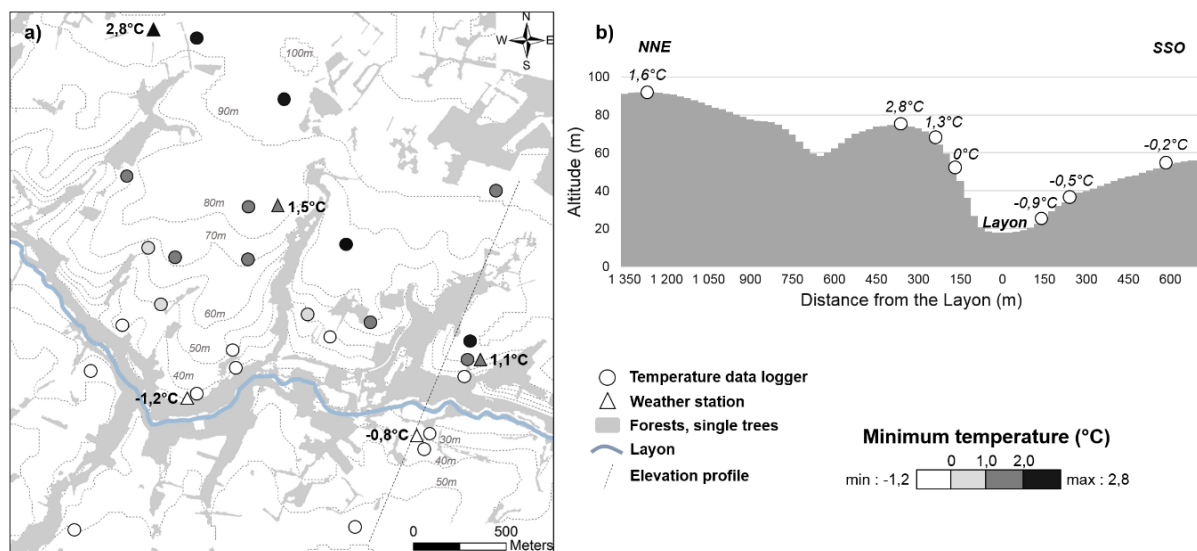 a)
N
W E
S
2,8°C
100m
90m
80m
1,5°C
70m
60m
50m
40m
1,1°C
-1,2°C
-0,8°C
30m
40m
50m
0 500
Meters
b)
NNE SSO
100
80
60
40
20
0
Altitude (m)
1,6°C
2,8°C
1,3°C
0°C
-0,2°C
-0,5°C
-0,9°C
Layon
1 350 1 050 900 750 600 450 300 150 0 150 300 450 600
Distance from the Layon (m)
Temperature data logger
Weather station
Forests, single trees
Layon
Elevation profile
Minimum temperature (°C)
0 1,0 2,0
min : -1,2 max : 2,8